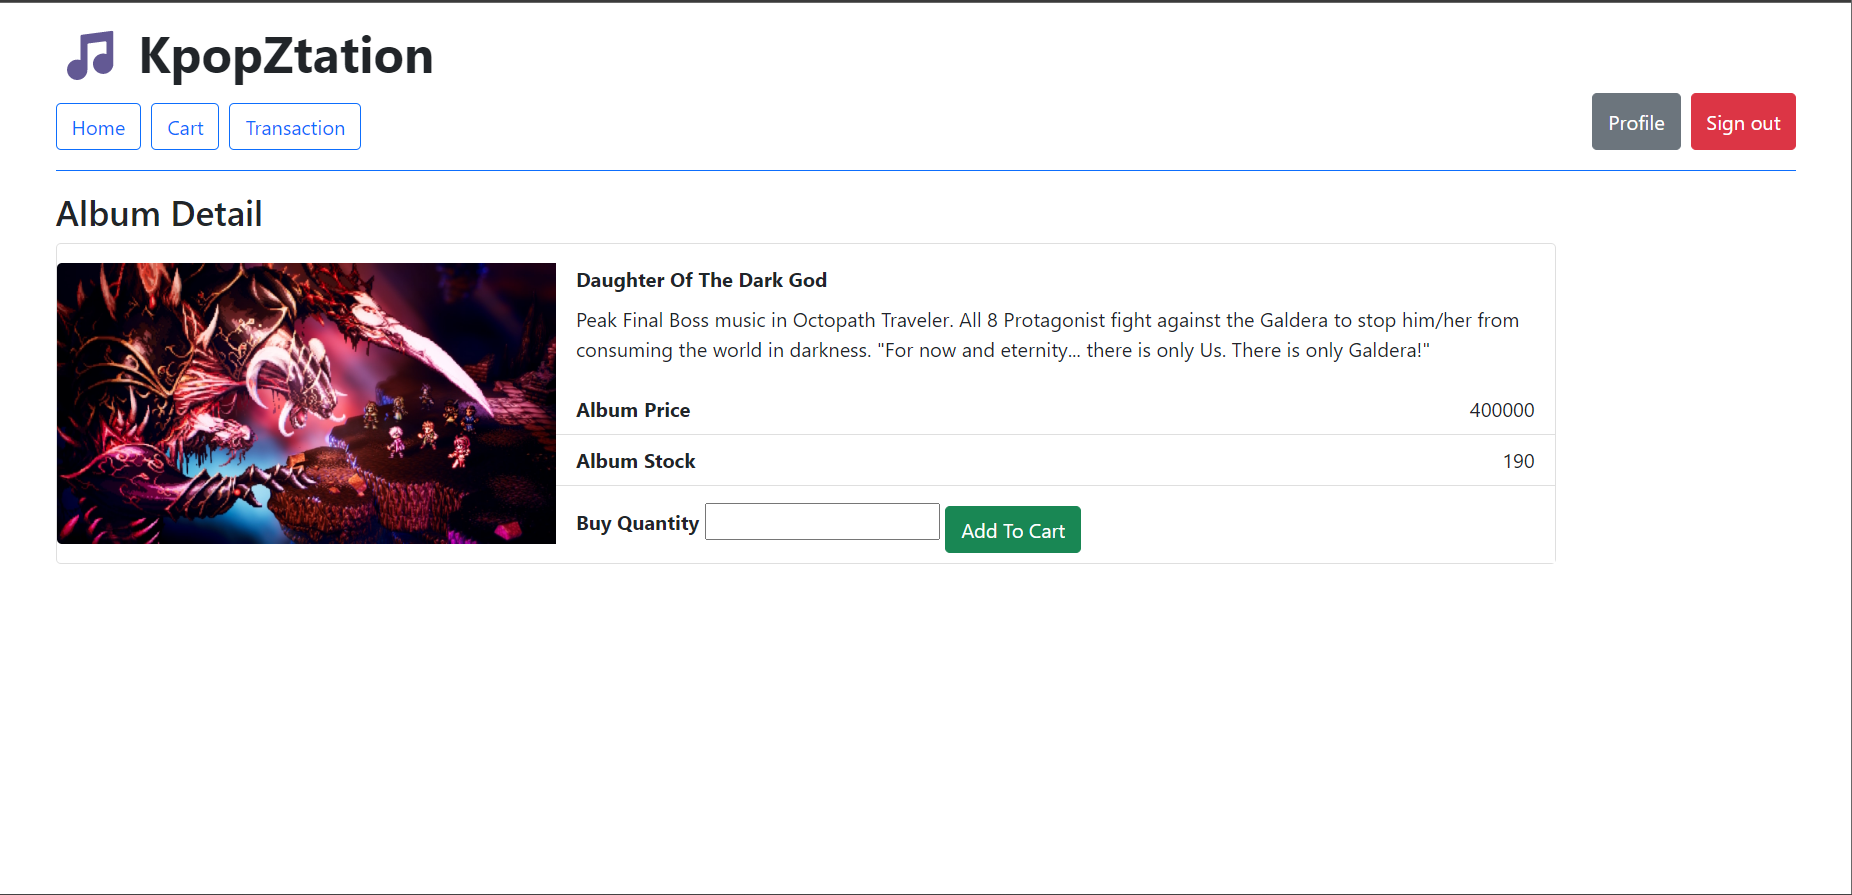 KpopZtation
Home Cart Transaction Profile Sign out
Album Detail
Daughter Of The Dark God
Peak Final Boss music in Octopath Traveler. All 8 Protagonist fight against the Galdera to stop him/her from
consuming the world in darkness. "For now and eternity... there is only Us. There is only Galdera!"
Album Price 400000
Album Stock 190
Buy Quantity Add To Cart